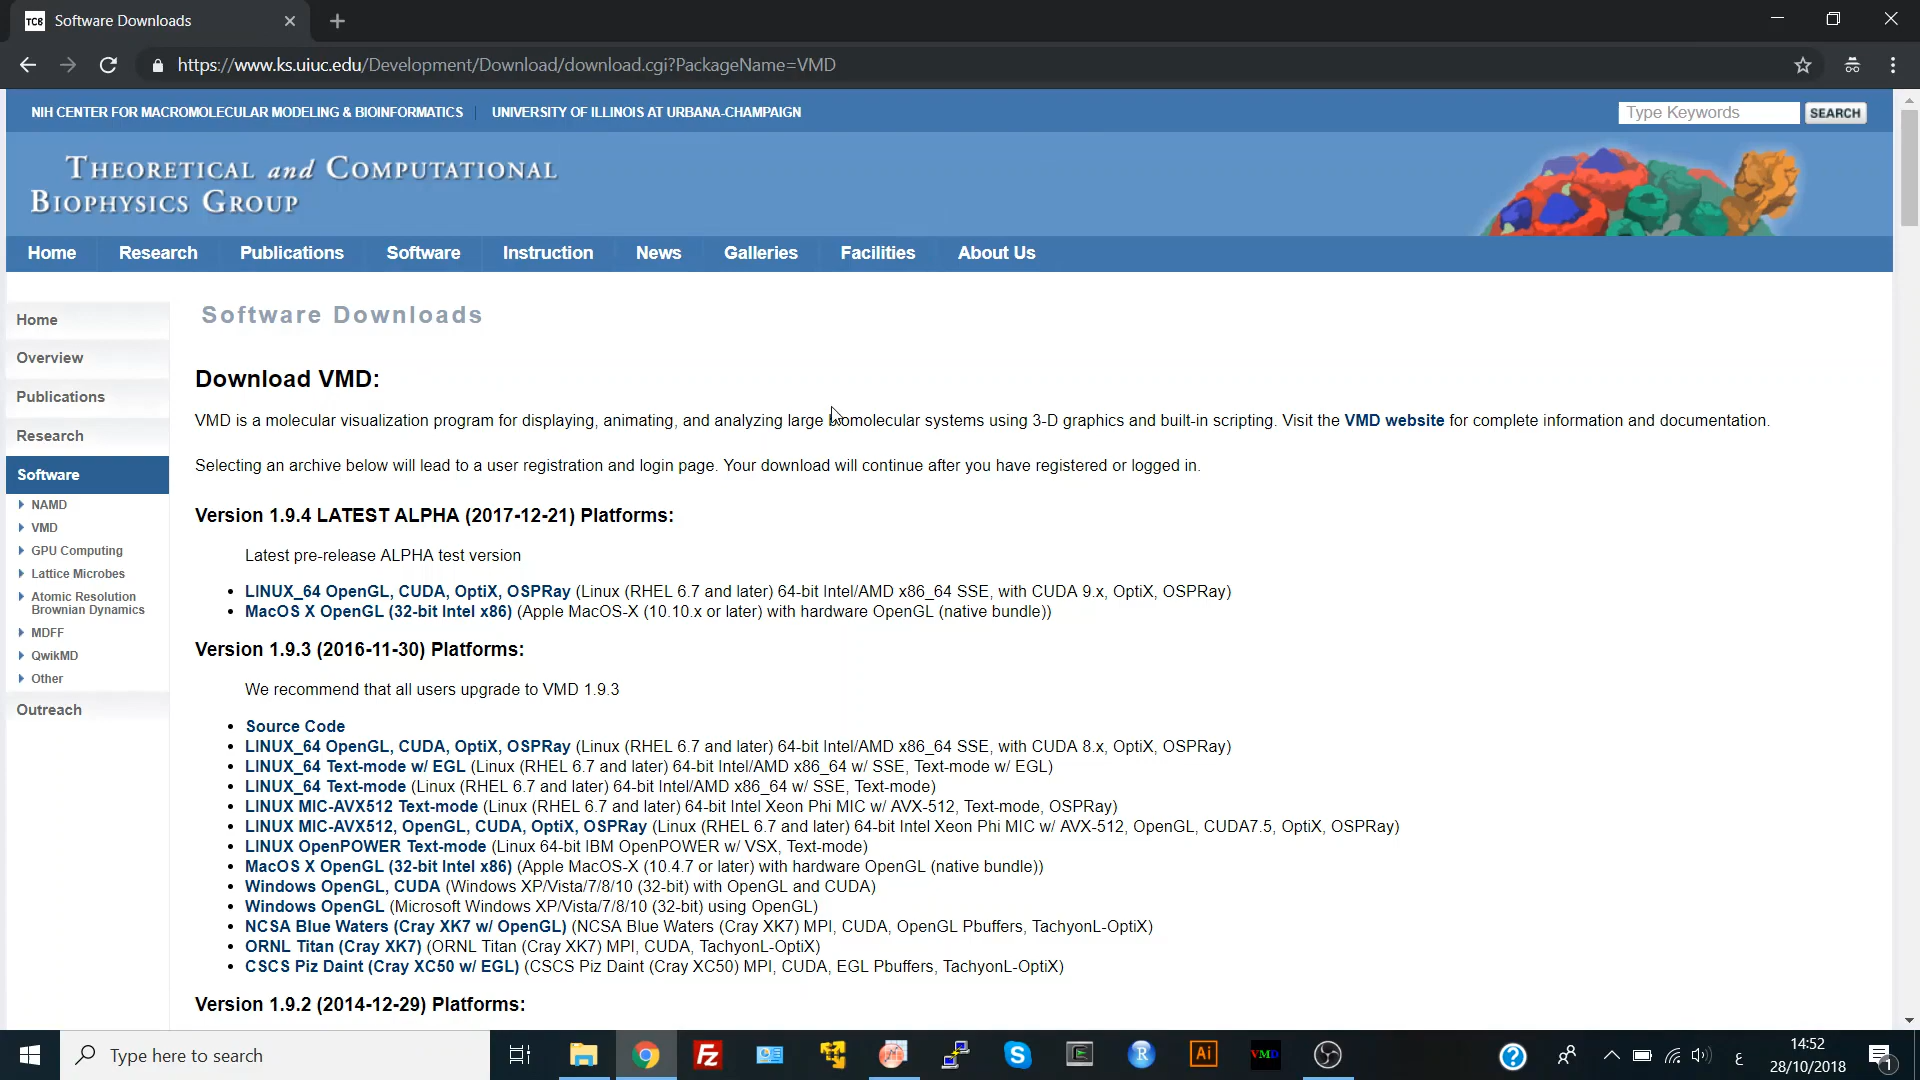 TCB Software Downloads
https://www.ks.uiuc.edu/Development/Download/download.cgi?PackageName=VMD
NIH CENTER FOR MACROMOLECULAR MODELING & BIOINFORMATICS UNIVERSITY OF ILLINOIS AT URBANA-CHAMPAIGN
Type Keywords SEARCH
THEORETICAL and COMPUTATIONAL
BIOPHYSICS GROUP
Home Research Publications Software Instruction News Galleries Facilities About Us
Home
Overview
Publications
Research
Software
NAMD
VMD
GPU Computing
Lattice Microbes
Atomic Resolution
Brownian Dynamics
MDFF
QwikMD
Other
Outreach
Software Downloads
Download VMD:
VMD is a molecular visualization program for displaying, animating, and analyzing large biomolecular systems using 3-D graphics and built-in scripting. Visit the VMD website for complete information and documentation.
Selecting an archive below will lead to a user registration and login page. Your download will continue after you have registered or logged in.
Version 1.9.4 LATEST ALPHA (2017-12-21) Platforms:
Latest pre-release ALPHA test version
• LINUX_64 OpenGL, CUDA, OptiX, OSPRay (Linux (RHEL 6.7 and later) 64-bit Intel/AMD x86_64 SSE, with CUDA 9.x, OptiX, OSPRay)
• MacOS X OpenGL (32-bit Intel x86) (Apple MacOS-X (10.10.x or later) with hardware OpenGL (native bundle))
Version 1.9.3 (2016-11-30) Platforms:
We recommend that all users upgrade to VMD 1.9.3
• Source Code
• LINUX_64 OpenGL, CUDA, OptiX, OSPRay (Linux (RHEL 6.7 and later) 64-bit Intel/AMD x86_64 SSE, with CUDA 8.x, OptiX, OSPRay)
• LINUX_64 Text-mode w/ EGL (Linux (RHEL 6.7 and later) 64-bit Intel/AMD x86_64 w/ SSE, Text-mode w/ EGL)
• LINUX_64 Text-mode (Linux (RHEL 6.7 and later) 64-bit Intel/AMD x86_64 w/ SSE, Text-mode)
• LINUX MIC-AVX512 Text-mode (Linux (RHEL 6.7 and later) 64-bit Intel Xeon Phi MIC w/ AVX-512, Text-mode, OSPRay)
• LINUX MIC-AVX512, OpenGL, CUDA, OptiX, OSPRay (Linux (RHEL 6.7 and later) 64-bit Intel Xeon Phi MIC w/ AVX-512, OpenGL, CUDA7.5, OptiX, OSPRay)
• LINUX OpenPOWER Text-mode (Linux 64-bit IBM OpenPOWER w/ VSX, Text-mode)
• MacOS X OpenGL (32-bit Intel x86) (Apple MacOS-X (10.4.7 or later) with hardware OpenGL (native bundle))
• Windows OpenGL, CUDA (Windows XP/Vista/7/8/10 (32-bit) with OpenGL and CUDA)
• Windows OpenGL (Microsoft Windows XP/Vista/7/8/10 (32-bit) using OpenGL)
• NCSA Blue Waters (Cray XK7 w/ OpenGL) (NCSA Blue Waters (Cray XK7) MPI, CUDA, OpenGL Pbuffers, TachyonL-OptiX)
• ORNL Titan (Cray XK7) (ORNL Titan (Cray XK7) MPI, CUDA, TachyonL-OptiX)
• CSCS Piz Daint (Cray XC50 w/ EGL) (CSCS Piz Daint (Cray XC50) MPI, CUDA, EGL Pbuffers, TachyonL-OptiX)
Version 1.9.2 (2014-12-29) Platforms:
Type here to search
Fz S R Ai VMD ?
ع
14:52
28/10/2018
1